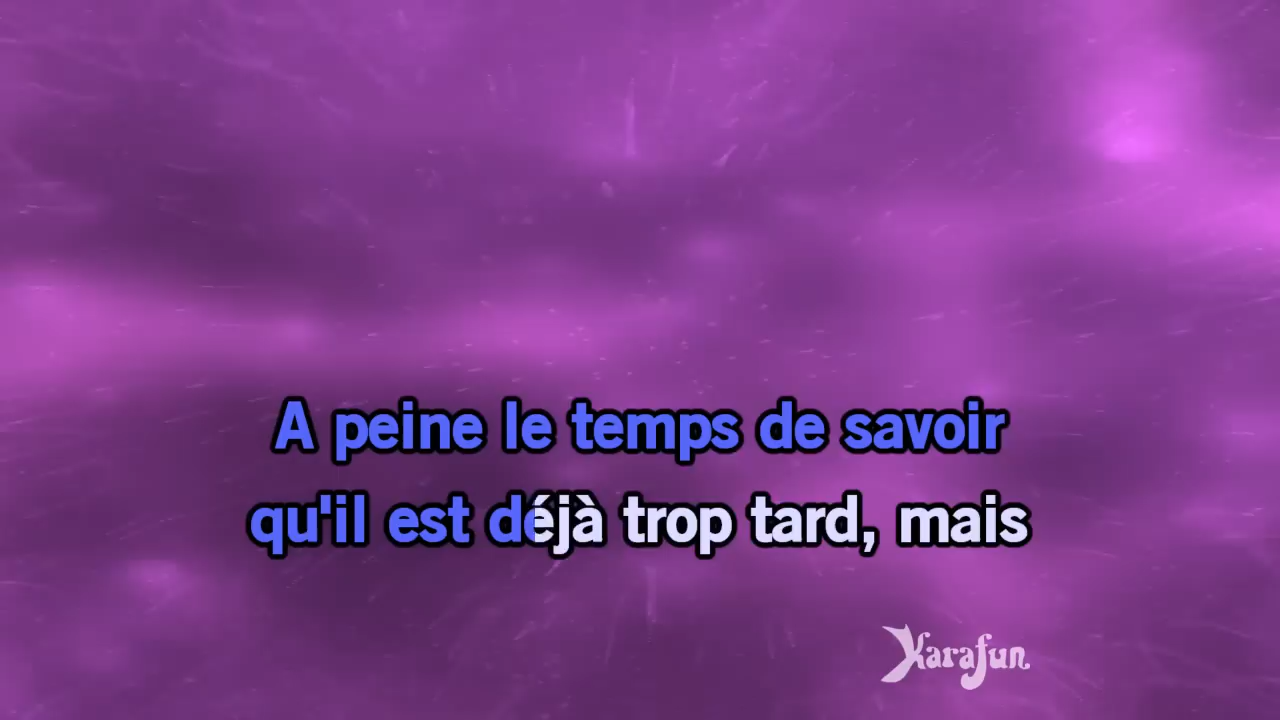 A peine le temps de savoir
qu'il est déjà trop tard, mais
Karafun